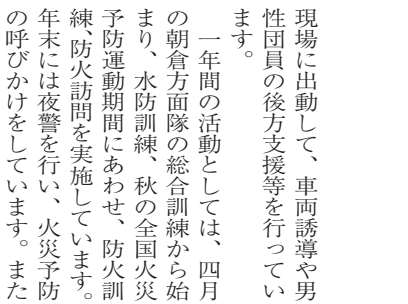 現場に出動して、車両誘導や男
性団員の後方支援等を行ってい
ます。
一年間の活動としては、四月
の朝倉方面隊の総合訓練から始
まり、水防訓練、秋の全国火災
予防運動期間にあわせ、防火訓
練、防火訪問を実施しています。
年末には夜警を行い、火災予防
の呼びかけをしています。また